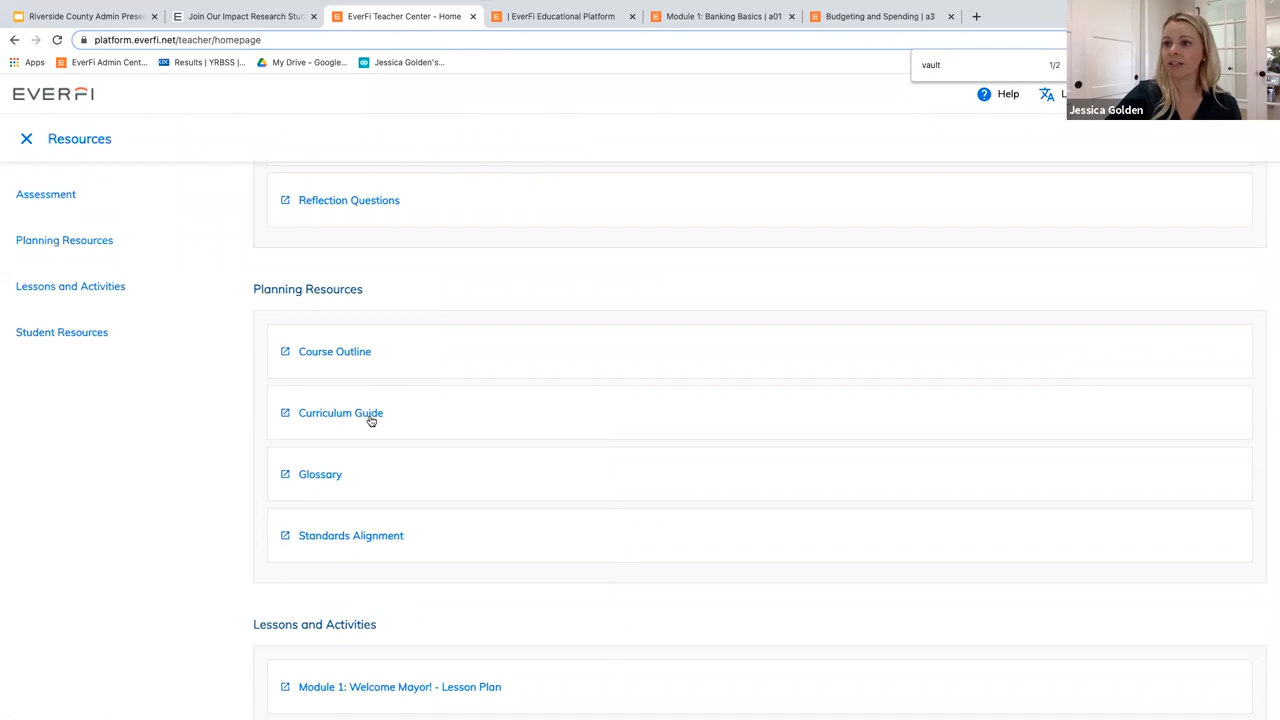 Riverside County Admin Prese
Join Our Impact Research Stu
EverFi Teacher Center - Home
| EverFi Educational Platform
Module 1: Banking Basics | a01
Budgeting and Spending | a3
platform.everfi.net/teacher/homepage
Apps
EverFi Admin Cent...
Results | YRBSS |...
My Drive - Google...
Jessica Golden's...
vault
1/2
EVERFI
Help
Jessica Golden
Resources
Assessment
Planning Resources
Lessons and Activities
Student Resources
Reflection Questions
Planning Resources
Course Outline
Curriculum Guide
Glossary
Standards Alignment
Lessons and Activities
Module 1: Welcome Mayor! - Lesson Plan